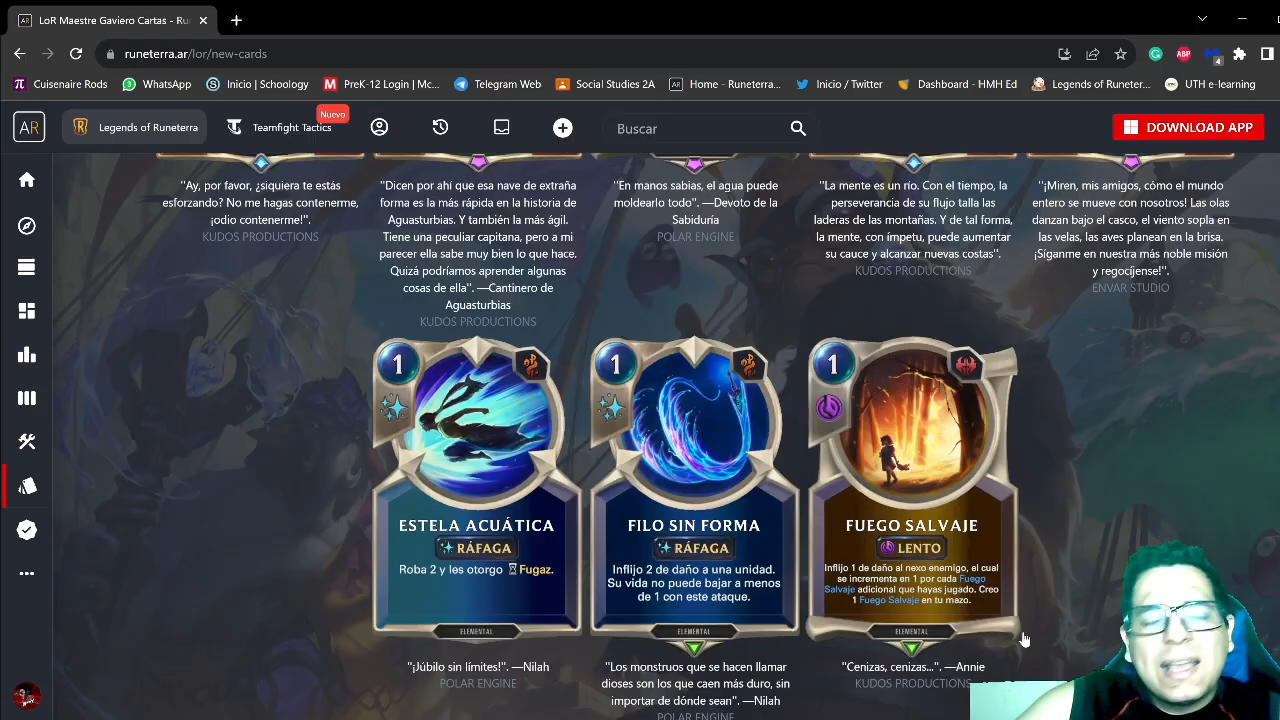 AR
LoR Maestre Gaviero Cartas - Ru
runeterra.ar/lor/new-cards
ABP
4
Cuisenaire Rods
WhatsApp
Inicio | Schoology
PreK-12 Login | Mc...
Telegram Web
Social Studies 2A
AR
Home - Runeterra...
Inicio / Twitter
Dashboard - HMH Ed
Legends of Runeterr...
UTH e-learning
AR
Legends of Runeterra
Nuevo
Teamfight Tactics
Buscar
DOWNLOAD APP
"Ay, por favor, ¿siquiera te estás
esforzando? No me hagas contenerme,
¡odio contenerme!".
KUDOS PRODUCTIONS
"Dicen por ahí que esa nave de extraña
forma es la más rápida en la historia de
Aguasturbias. Y también la más ágil.
Tiene una peculiar capitana, pero a mi
parecer ella sabe muy bien lo que hace.
Quizá podríamos aprender algunas
cosas de ella". —Cantinero de
Aguasturbias
KUDOS PRODUCTIONS
"En manos sabias, el agua puede
moldearlo todo". —Devoto de la
Sabiduría
POLAR ENGINE
"La mente es un río. Con el tiempo, la
perseverancia de su flujo talla las
laderas de las montañas. Y de tal forma,
la mente, con ímpetu, puede aumentar
su cauce y alcanzar nuevas costas".
KUDOS PRODUCTIONS
"¡Miren, mis amigos, cómo el mundo
entero se mueve con nosotros! Las olas
danzan bajo el casco, el viento sopla en
las velas, las aves planean en la brisa.
¡Síganme en nuestra más noble misión
y regocíjense!".
ENVAR STUDIO
1
ESTELA ACUÁTICA
RÁFAGA
Roba 2 y les otorgo Fugaz.
ELEMENTAL
"¡Júbilo sin límites!". —Nilah
POLAR ENGINE
1
FILO SIN FORMA
RÁFAGA
Inflijo 2 de daño a una unidad.
Su vida no puede bajar a menos
de 1 con este ataque.
ELEMENTAL
"Los monstruos que se hacen llamar
dioses son los que caen más duro, sin
importar de dónde sean". —Nilah
POLAR ENGINE
1
FUEGO SALVAJE
LENTO
Inflijo 1 de daño al nexo enemigo, el cual
se incrementa en 1 por cada Fuego
Salvaje adicional que hayas jugado. Creo
1 Fuego Salvaje en tu mazo.
ELEMENTAL
"Cenizas, cenizas...". —Annie
KUDOS PRODUCTIONS